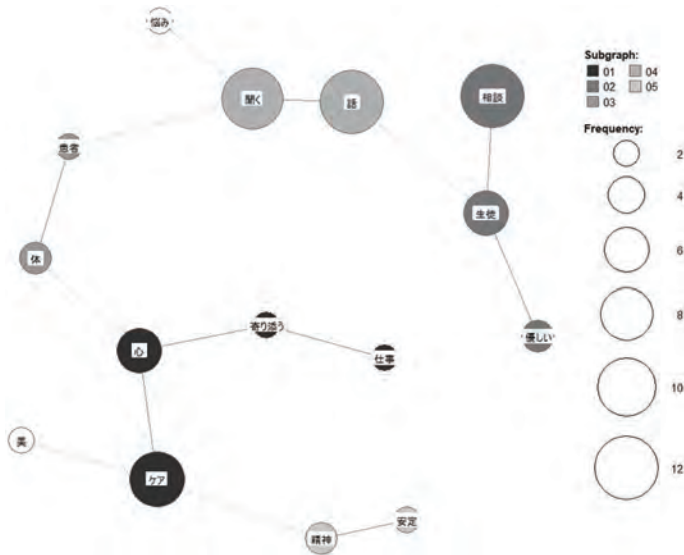 悩み
聞く
話
相談
患者
体
生徒
心
寄り添う
仕事
優しい
美
ケア
精神
安定
Subgraph:
01 04
02 05
03
Frequency:
2
4
6
8
10
12